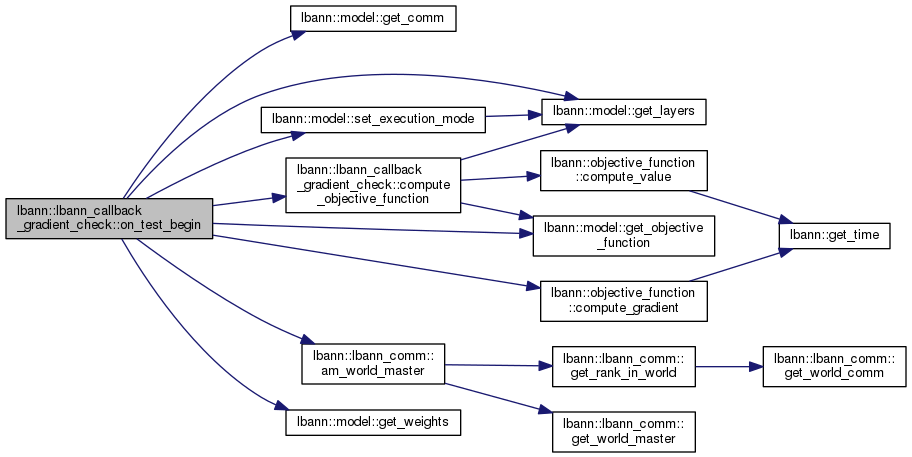 lbann::model::get_comm
lbann::model::get_layers
lbann::model::set_execution_mode
lbann::lbann_callback
_gradient_check::compute
_objective_function
lbann::objective_function
::compute_value
lbann::lbann_callback
_gradient_check::on_test_begin
lbann::model::get_objective
_function
lbann::get_time
lbann::objective_function
::compute_gradient
lbann::lbann_comm::
am_world_master
lbann::lbann_comm::
get_rank_in_world
lbann::lbann_comm::
get_world_comm
lbann::model::get_weights
lbann::lbann_comm::
get_world_master